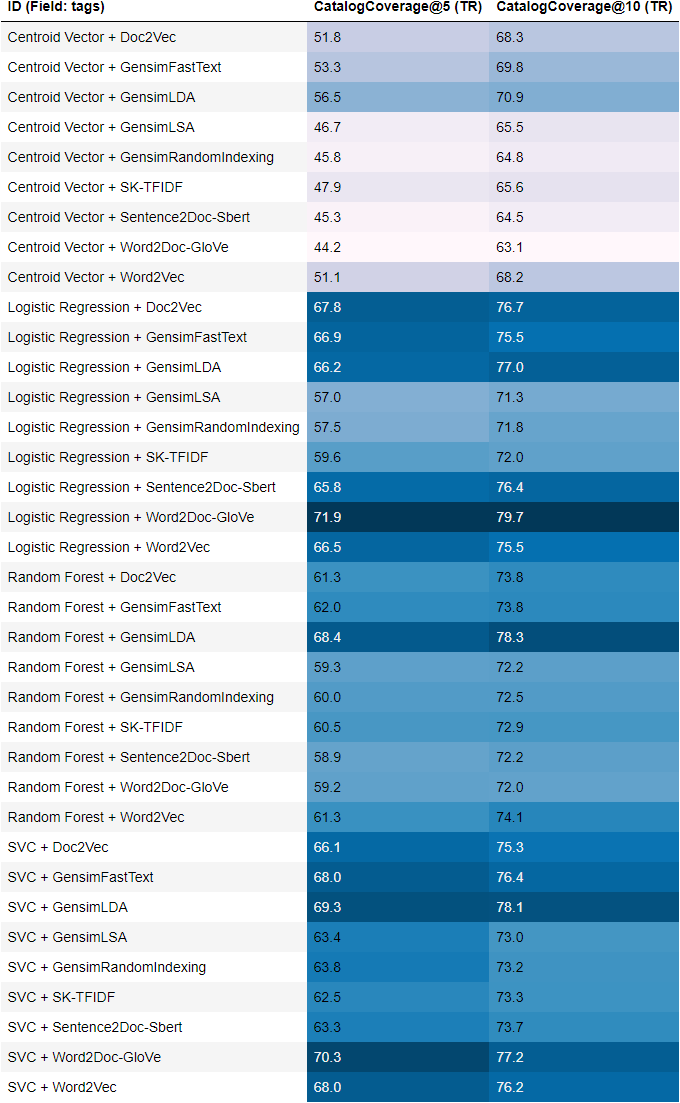 ID (Field: tags) CatalogCoverage@5 (TR) CatalogCoverage@10 (TR)
Centroid Vector + Doc2Vec 51.8 68.3
Centroid Vector + GensimFastText 53.3 69.8
Centroid Vector + GensimLDA 56.5 70.9
Centroid Vector + GensimLSA 46.7 65.5
Centroid Vector + GensimRandomIndexing 45.8 64.8
Centroid Vector + SK-TFIDF 47.9 65.6
Centroid Vector + Sentence2Doc-Sbert 45.3 64.5
Centroid Vector + Word2Doc-GloVe 44.2 63.1
Centroid Vector + Word2Vec 51.1 68.2
Logistic Regression + Doc2Vec 67.8 76.7
Logistic Regression + GensimFastText 66.9 75.5
Logistic Regression + GensimLDA 66.2 77.0
Logistic Regression + GensimLSA 57.0 71.3
Logistic Regression + GensimRandomIndexing 57.5 71.8
Logistic Regression + SK-TFIDF 59.6 72.0
Logistic Regression + Sentence2Doc-Sbert 65.8 76.4
Logistic Regression + Word2Doc-GloVe 71.9 79.7
Logistic Regression + Word2Vec 66.5 75.5
Random Forest + Doc2Vec 61.3 73.8
Random Forest + GensimFastText 62.0 73.8
Random Forest + GensimLDA 68.4 78.3
Random Forest + GensimLSA 59.3 72.2
Random Forest + GensimRandomIndexing 60.0 72.5
Random Forest + SK-TFIDF 60.5 72.9
Random Forest + Sentence2Doc-Sbert 58.9 72.2
Random Forest + Word2Doc-GloVe 59.2 72.0
Random Forest + Word2Vec 61.3 74.1
SVC + Doc2Vec 66.1 75.3
SVC + GensimFastText 68.0 76.4
SVC + GensimLDA 69.3 78.1
SVC + GensimLSA 63.4 73.0
SVC + GensimRandomIndexing 63.8 73.2
SVC + SK-TFIDF 62.5 73.3
SVC + Sentence2Doc-Sbert 63.3 73.7
SVC + Word2Doc-GloVe 70.3 77.2
SVC + Word2Vec 68.0 76.2